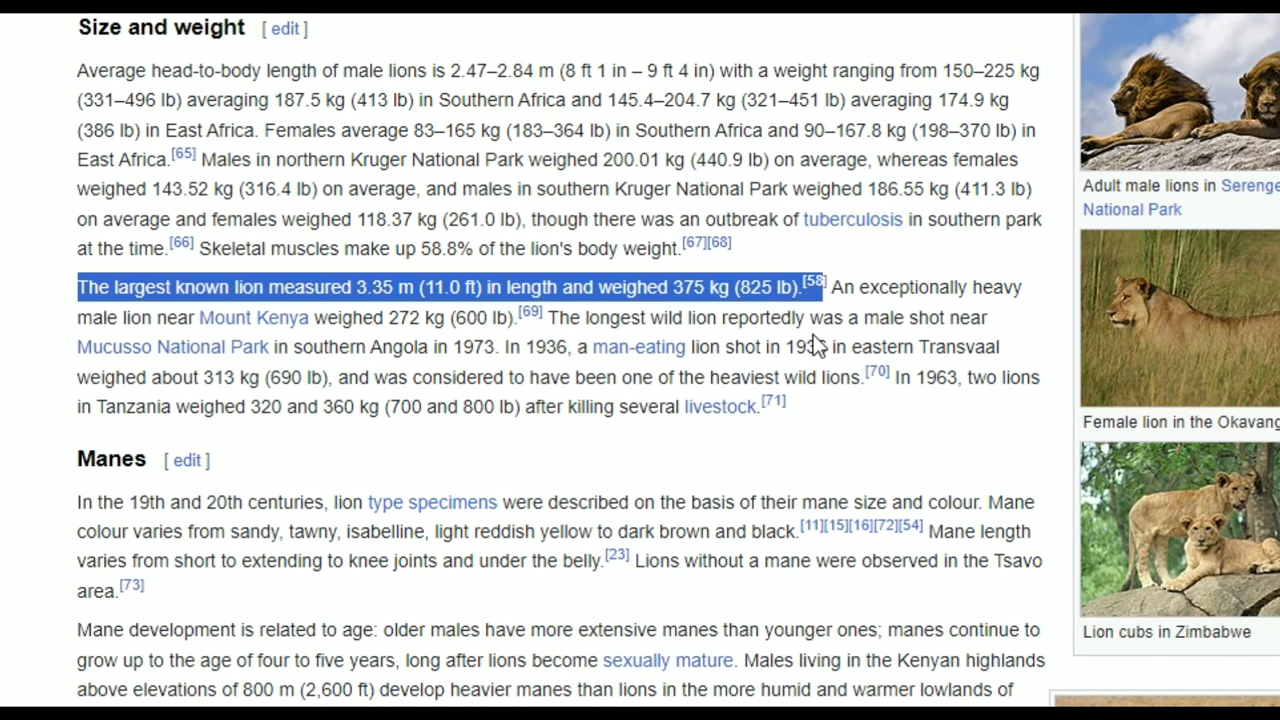 Size and weight [ edit ]
Average head-to-body length of male lions is 2.47–2.84 m (8 ft 1 in – 9 ft 4 in) with a weight ranging from 150–225 kg
(331–496 lb) averaging 187.5 kg (413 lb) in Southern Africa and 145.4–204.7 kg (321–451 lb) averaging 174.9 kg
(386 lb) in East Africa. Females average 83–165 kg (183–364 lb) in Southern Africa and 90–167.8 kg (198–370 lb) in
East Africa.[65] Males in northern Kruger National Park weighed 200.01 kg (440.9 lb) on average, whereas females
weighed 143.52 kg (316.4 lb) on average, and males in southern Kruger National Park weighed 186.55 kg (411.3 lb)
on average and females weighed 118.37 kg (261.0 lb), though there was an outbreak of tuberculosis in southern park
at the time.[66] Skeletal muscles make up 58.8% of the lion's body weight.[67][68]
The largest known lion measured 3.35 m (11.0 ft) in length and weighed 375 kg (825 lb).[58] An exceptionally heavy
male lion near Mount Kenya weighed 272 kg (600 lb).[69] The longest wild lion reportedly was a male shot near
Mucusso National Park in southern Angola in 1973. In 1936, a man-eating lion shot in in eastern Transvaal
weighed about 313 kg (690 lb), and was considered to have been one of the heaviest wild lions.[70] In 1963, two lions
in Tanzania weighed 320 and 360 kg (700 and 800 lb) after killing several livestock.[71]
Manes [ edit ]
In the 19th and 20th centuries, lion type specimens were described on the basis of their mane size and colour. Mane
colour varies from sandy, tawny, isabelline, light reddish yellow to dark brown and black.[11][15][16][72][54] Mane length
varies from short to extending to knee joints and under the belly.[23] Lions without a mane were observed in the Tsavo
area.[73]
Mane development is related to age: older males have more extensive manes than younger ones; manes continue to
grow up to the age of four to five years, long after lions become sexually mature. Males living in the Kenyan highlands
above elevations of 800 m (2,600 ft) develop heavier manes than lions in the more humid and warmer lowlands of
Adult male lions in Serenge
National Park
Female lion in the Okavang
Lion cubs in Zimbabwe